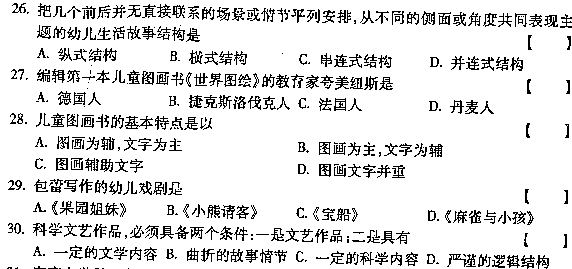 26. 把几个前后并无直接联系的场景或情节平列安排,从不同的侧面或角度共同表现主
题的幼儿生活故事结构是 【 】
A. 纵式结构 B. 横式结构 C. 串连式结构 D. 并连式结构
27. 编辑第一本儿童图画书《世界图绘》的教育家夸美纽斯是 【 】
A. 德国人 B. 捷克斯洛伐克人 C. 法国人 D. 丹麦人
28. 儿童图画书的基本特点是以 【 】
A. 图画为辅,文字为主 B. 图画为主,文字为辅
C. 图画辅助文字 D. 图画文字并重
29. 包蕾写作的幼儿戏剧是 【 】
A.《果园姐妹》 B.《小熊请客》 C.《宝船》 D.《麻雀与小孩》
30. 科学文艺作品,必须具备两个条件:一是文艺作品;二是具有 【 】
A. 一定的文学内容 B. 曲折的故事情节 C. 一定的科学内容 D. 严谨的逻辑结构